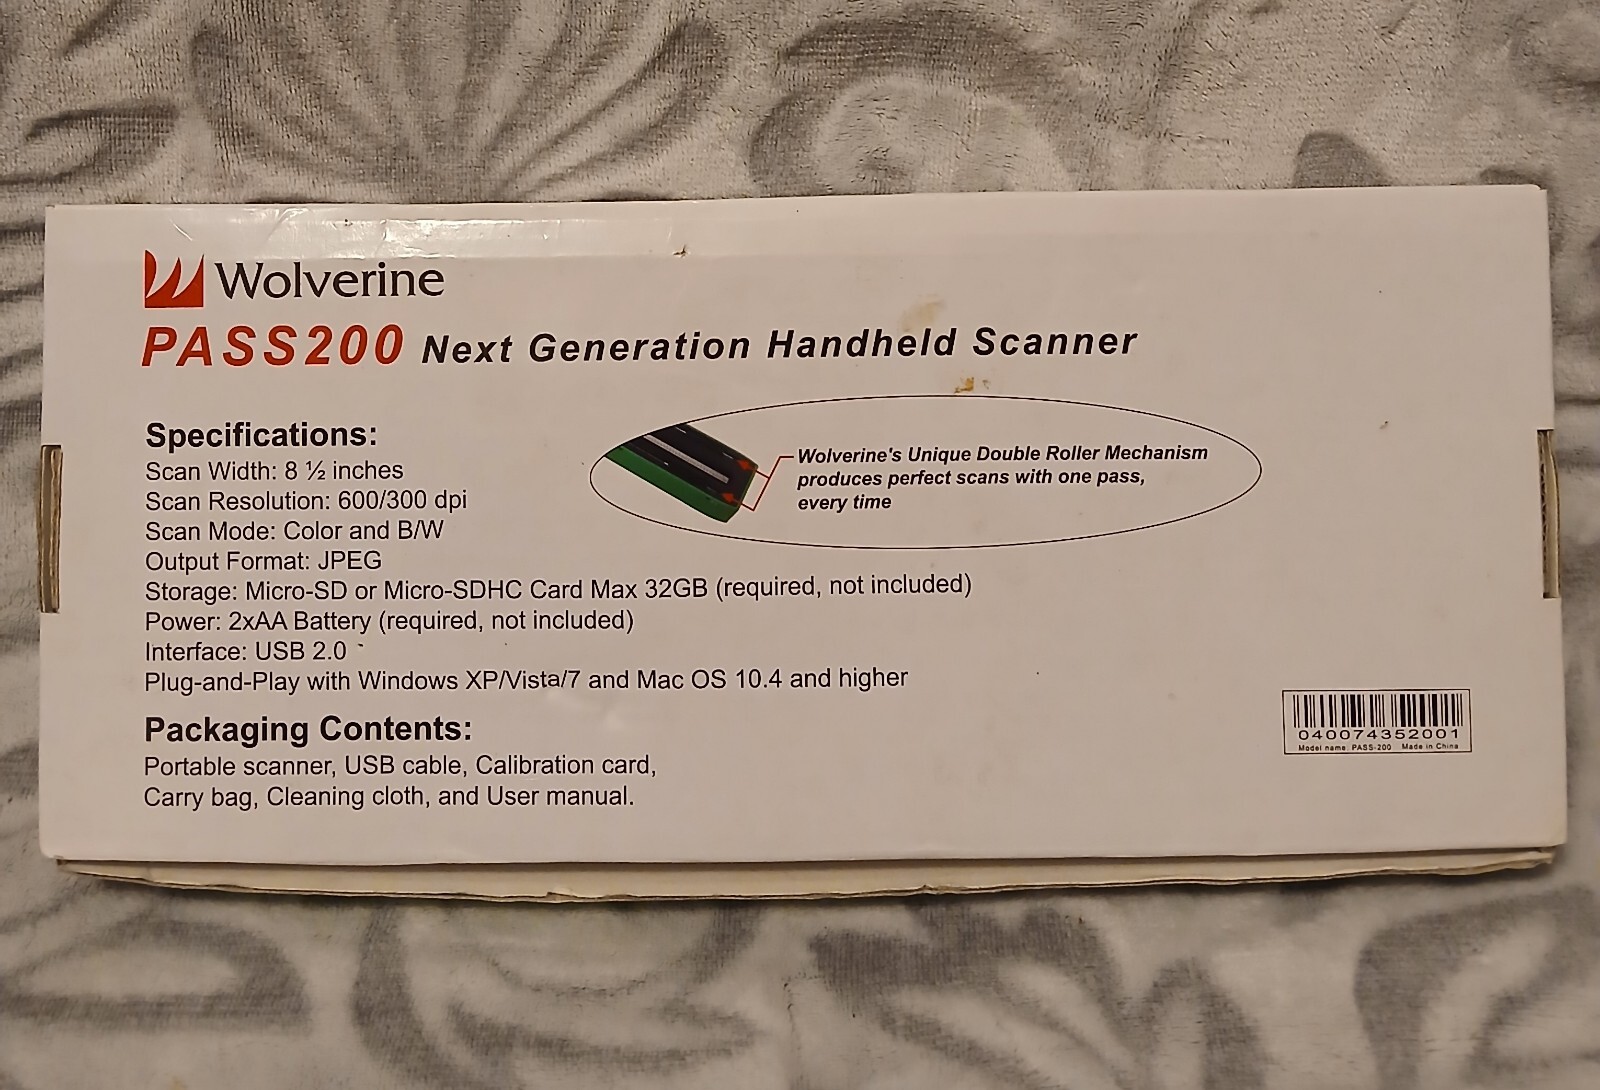 Wolverine
PASS200 Next Generation Handheld Scanner
Specifications:
Scan Width: 8 ½ inches
Scan Resolution: 600/300 dpi
Scan Mode: Color and B/W
Output Format: JPEG
Storage: Micro-SD or Micro-SDHC Card Max 32GB (required, not included)
Power: 2xAA Battery (required, not included)
Interface: USB 2.0
Plug-and-Play with Windows XP/Vista/7 and Mac OS 10.4 and higher
Wolverine's Unique Double Roller Mechanism
produces perfect scans with one pass,
every time
Packaging Contents:
Portable scanner, USB cable, Calibration card,
Carry bag, Cleaning cloth, and User manual.
040074352001
Model name: PASS-200 Made in China